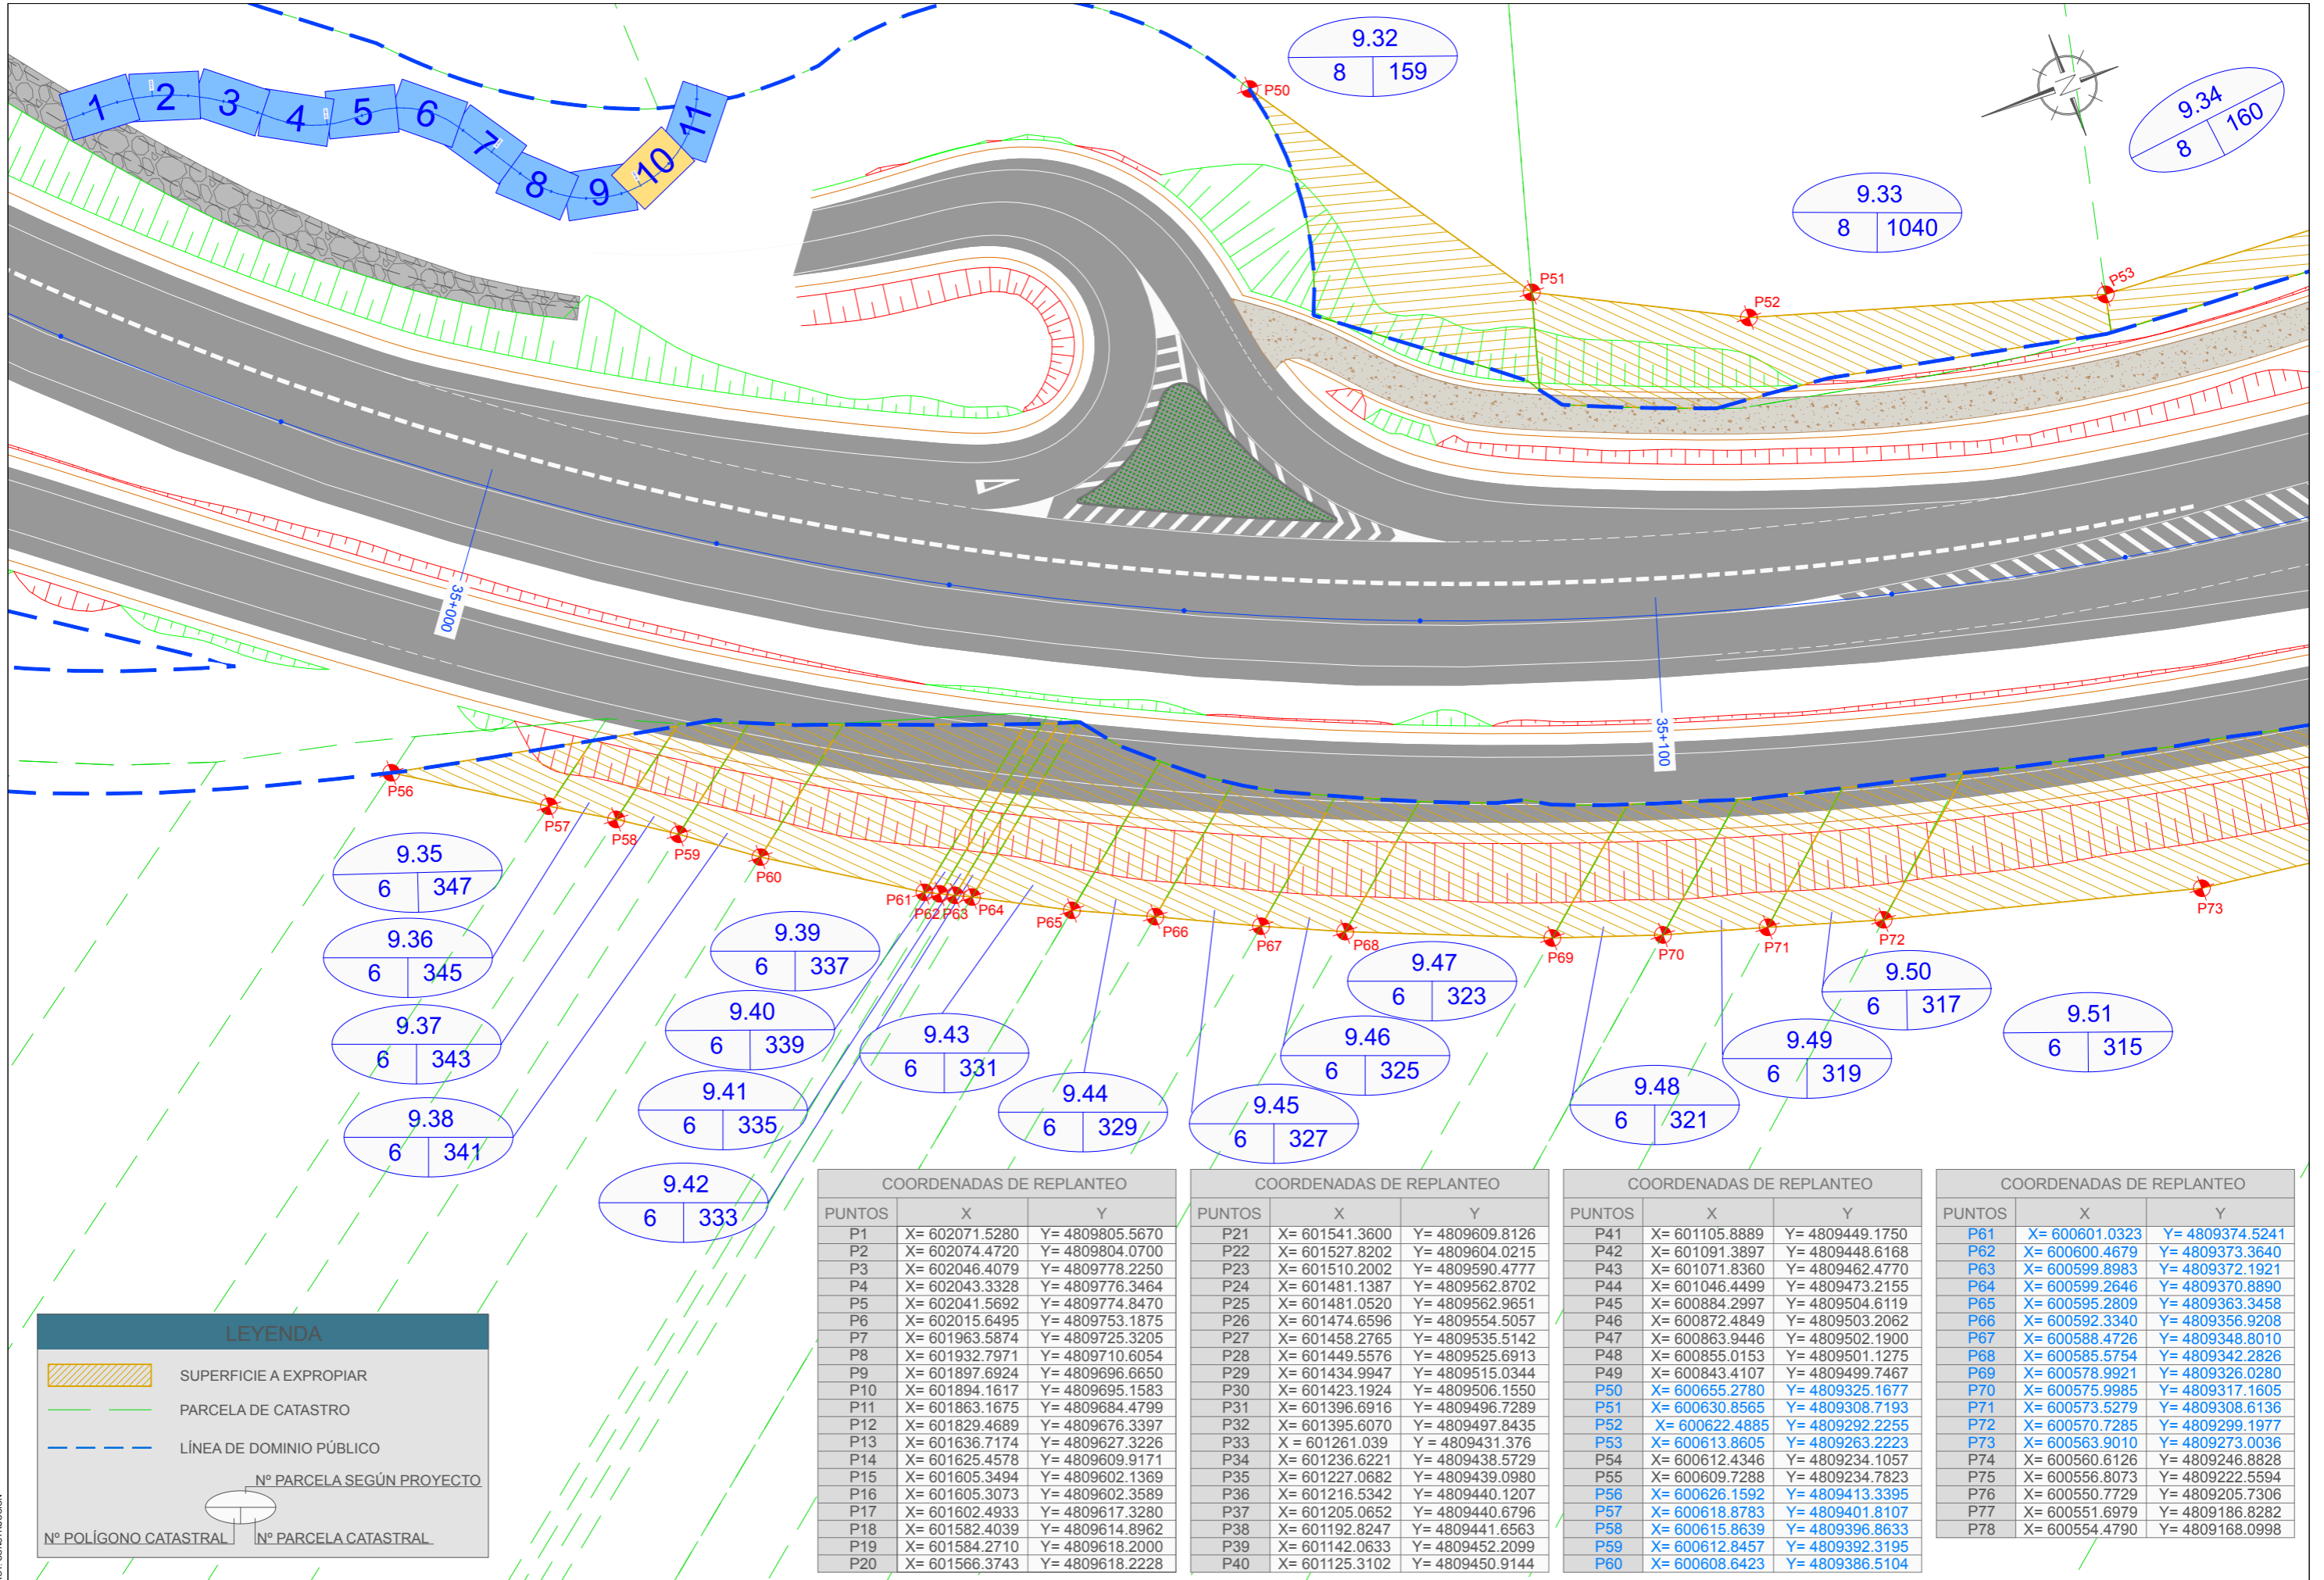 1
2
3
4
5
6
7
8
9
10
11
9.32
8 159
9.33
8 1040
9.34
8 160
P50
P51
P52
P53
35+000
35+100
P56
P57
P58
P59
P60
P61
P62
P63
P64
P65
P66
P67
P68
P69
P70
P71
P72
P73
9.35
6 347
9.36
6 345
9.37
6 343
9.38
6 341
9.39
6 337
9.40
6 339
9.41
6 335
9.42
6 333
9.43
6 331
9.44
6 329
9.45
6 327
9.46
6 325
9.47
6 323
9.48
6 321
9.49
6 319
9.50
6 317
9.51
6 315
LEYENDA
SUPERFICIE A EXPROPIAR
PARCELA DE CATASTRO
LÍNEA DE DOMINIO PÚBLICO
Nº PARCELA SEGÚN PROYECTO
Nº POLÍGONO CATASTRAL Nº PARCELA CATASTRAL
COORDENADAS DE REPLANTEO
PUNTOS X Y
P1 X= 602071.5280 Y= 4809805.5670
P2 X= 602074.4720 Y= 4809804.0700
P3 X= 602046.4079 Y= 4809778.2250
P4 X= 602043.3328 Y= 4809776.3464
P5 X= 602041.5692 Y= 4809774.8470
P6 X= 602015.6495 Y= 4809753.1875
P7 X= 601963.5874 Y= 4809725.3205
P8 X= 601932.7971 Y= 4809710.6054
P9 X= 601897.6924 Y= 4809696.6650
P10 X= 601894.1617 Y= 4809695.1583
P11 X= 601863.1675 Y= 4809684.4799
P12 X= 601829.4689 Y= 4809676.3397
P13 X= 601636.7174 Y= 4809627.3226
P14 X= 601625.4578 Y= 4809609.9171
P15 X= 601605.3494 Y= 4809602.1369
P16 X= 601605.3073 Y= 4809602.3589
P17 X= 601602.4933 Y= 4809617.3280
P18 X= 601582.4039 Y= 4809614.8962
P19 X= 601584.2710 Y= 4809618.2000
P20 X= 601566.3743 Y= 4809618.2228
COORDENADAS DE REPLANTEO
PUNTOS X Y
P21 X= 601541.3600 Y= 4809609.8126
P22 X= 601527.8202 Y= 4809604.0215
P23 X= 601510.2002 Y= 4809590.4777
P24 X= 601481.1387 Y= 4809562.8702
P25 X= 601481.0520 Y= 4809562.9651
P26 X= 601474.6596 Y= 4809554.5057
P27 X= 601458.2765 Y= 4809535.5142
P28 X= 601449.5576 Y= 4809525.6913
P29 X= 601434.9947 Y= 4809515.0344
P30 X= 601423.1924 Y= 4809506.1550
P31 X= 601396.6916 Y= 4809496.7289
P32 X= 601395.6070 Y= 4809497.8435
P33 X = 601261.039 Y = 4809431.376
P34 X= 601236.6221 Y= 4809438.5729
P35 X= 601227.0682 Y= 4809439.0980
P36 X= 601216.5342 Y= 4809440.1207
P37 X= 601205.0652 Y= 4809440.6796
P38 X= 601192.8247 Y= 4809441.6563
P39 X= 601142.0633 Y= 4809452.2099
P40 X= 601125.3102 Y= 4809450.9144
COORDENADAS DE REPLANTEO
PUNTOS X Y
P41 X= 601105.8889 Y= 4809449.1750
P42 X= 601091.3897 Y= 4809448.6168
P43 X= 601071.8360 Y= 4809462.4770
P44 X= 601046.4499 Y= 4809473.2155
P45 X= 600884.2997 Y= 4809504.6119
P46 X= 600872.4849 Y= 4809503.2062
P47 X= 600863.9446 Y= 4809502.1900
P48 X= 600855.0153 Y= 4809501.1275
P49 X= 600843.4107 Y= 4809499.7467
P50 X= 600655.2780 Y= 4809325.1677
P51 X= 600630.8565 Y= 4809308.7193
P52 X= 600622.4885 Y= 4809292.2255
P53 X= 600613.8605 Y= 4809263.2223
P54 X= 600612.4346 Y= 4809234.1057
P55 X= 600609.7288 Y= 4809234.7823
P56 X= 600626.1592 Y= 4809413.3395
P57 X= 600618.8783 Y= 4809401.8107
P58 X= 600615.8639 Y= 4809396.8633
P59 X= 600612.8457 Y= 4809392.3195
P60 X= 600608.6423 Y= 4809386.5104
COORDENADAS DE REPLANTEO
PUNTOS X Y
P61 X= 600601.0323 Y= 4809374.5241
P62 X= 600600.4679 Y= 4809373.3640
P63 X= 600599.8983 Y= 4809372.1921
P64 X= 600599.2646 Y= 4809370.8890
P65 X= 600595.2809 Y= 4809363.3458
P66 X= 600592.3340 Y= 4809356.9208
P67 X= 600588.4726 Y= 4809348.8010
P68 X= 600585.5754 Y= 4809342.2826
P69 X= 600578.9921 Y= 4809326.0280
P70 X= 600575.9985 Y= 4809317.1605
P71 X= 600573.5279 Y= 4809308.6136
P72 X= 600570.7285 Y= 4809299.1977
P73 X= 600563.9010 Y= 4809273.0036
P74 X= 600560.6126 Y= 4809246.8828
P75 X= 600556.8073 Y= 4809222.5594
P76 X= 600550.7729 Y= 4809205.7306
P77 X= 600551.6979 Y= 4809186.8282
P78 X= 600554.4790 Y= 4809168.0998